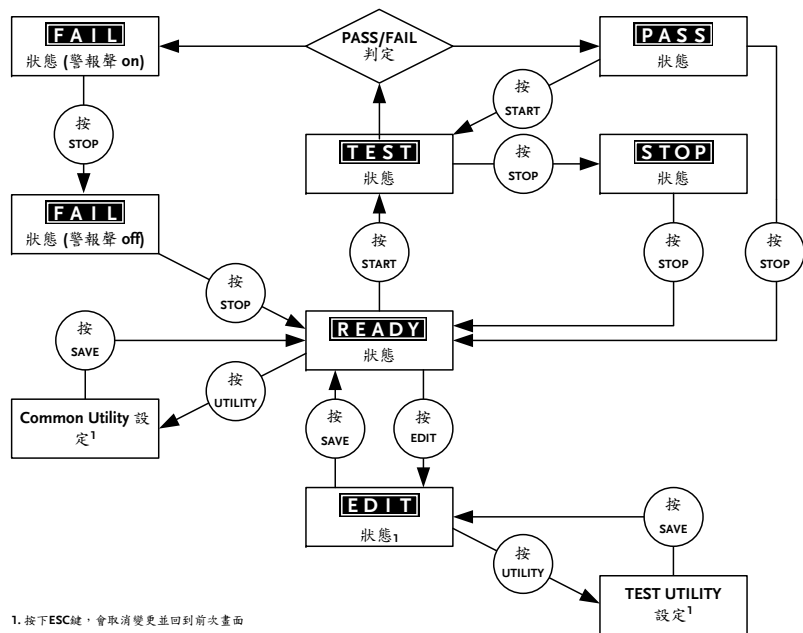 FAIL
狀態 (警報聲 on)
PASS/FAIL
判定
PASS
狀態
按
STOP
按
START
TEST
狀態
按
STOP
STOP
狀態
FAIL
狀態 (警報聲 off)
按
STOP
按
START
按
STOP
按
STOP
按
SAVE
READY
狀態
按
UTILITY
Common Utility 設
定1
按
SAVE
按
EDIT
EDIT
狀態1
按
SAVE
按
UTILITY
TEST UTILITY
設定1
1. 按下ESC鍵，會取消變更並回到前次畫面